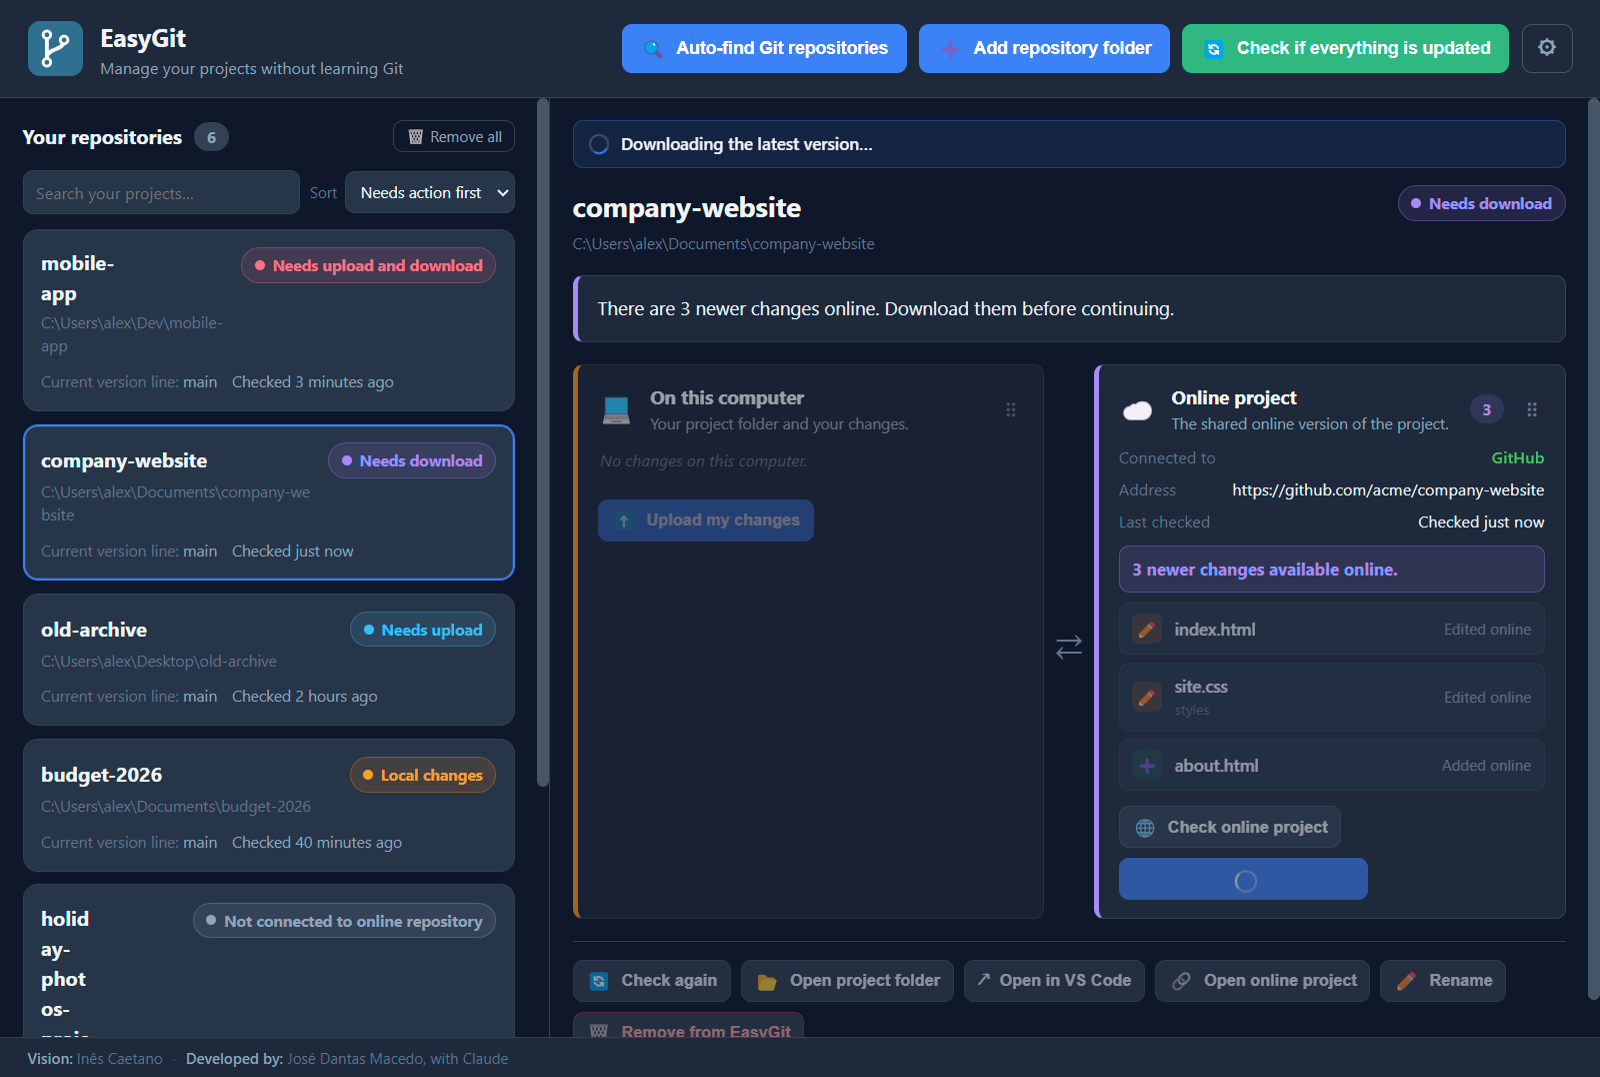 EasyGit
Manage your projects without learning Git
Auto-find Git repositories
Add repository folder
Check if everything is updated
Your repositories 6
Remove all
Search your projects...
Sort
Needs action first
mobile-
app
Needs upload and download
C:\Users\alex\Dev\mobile-
app
Current version line: main Checked 3 minutes ago
company-website
Needs download
C:\Users\alex\Documents\company-we
bsite
Current version line: main Checked just now
old-archive
Needs upload
C:\Users\alex\Desktop\old-archive
Current version line: main Checked 2 hours ago
budget-2026
Local changes
C:\Users\alex\Documents\budget-2026
Current version line: main Checked 40 minutes ago
holid
ay-
phot
os-
Not connected to online repository
Downloading the latest version...
company-website
Needs download
C:\Users\alex\Documents\company-website
There are 3 newer changes online. Download them before continuing.
On this computer
Your project folder and your changes.
No changes on this computer.
Upload my changes
Online project
The shared online version of the project.
3
Connected to GitHub
Address https://github.com/acme/company-website
Last checked Checked just now
3 newer changes available online.
index.html Edited online
site.css
styles
Edited online
about.html Added online
Check online project
Check again
Open project folder
Open in VS Code
Open online project
Rename
Remove from EasyGit
Vision: Inês Caetano · Developed by: José Dantas Macedo, with Claude